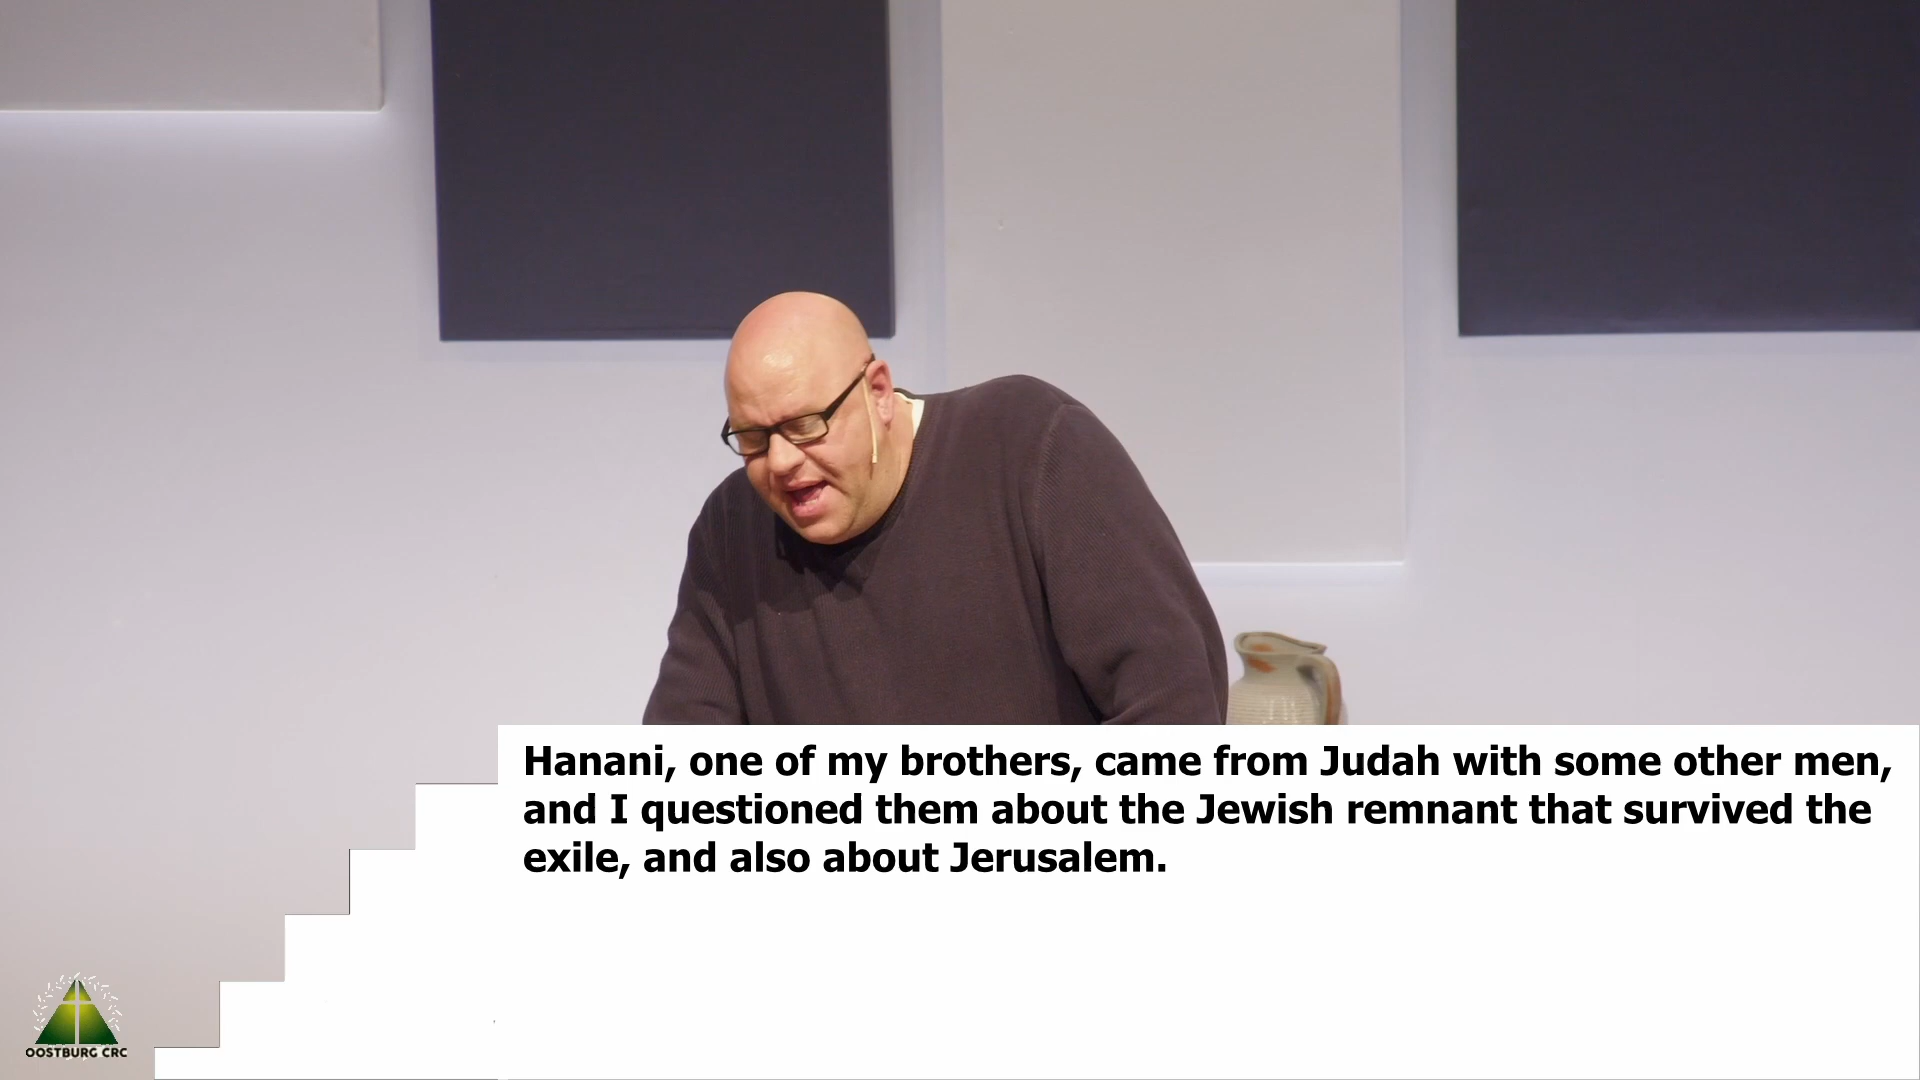 Hanani, one of my brothers, came from Judah with some other men,
and I questioned them about the Jewish remnant that survived the
exile, and also about Jerusalem.
OOSTBURG CRC